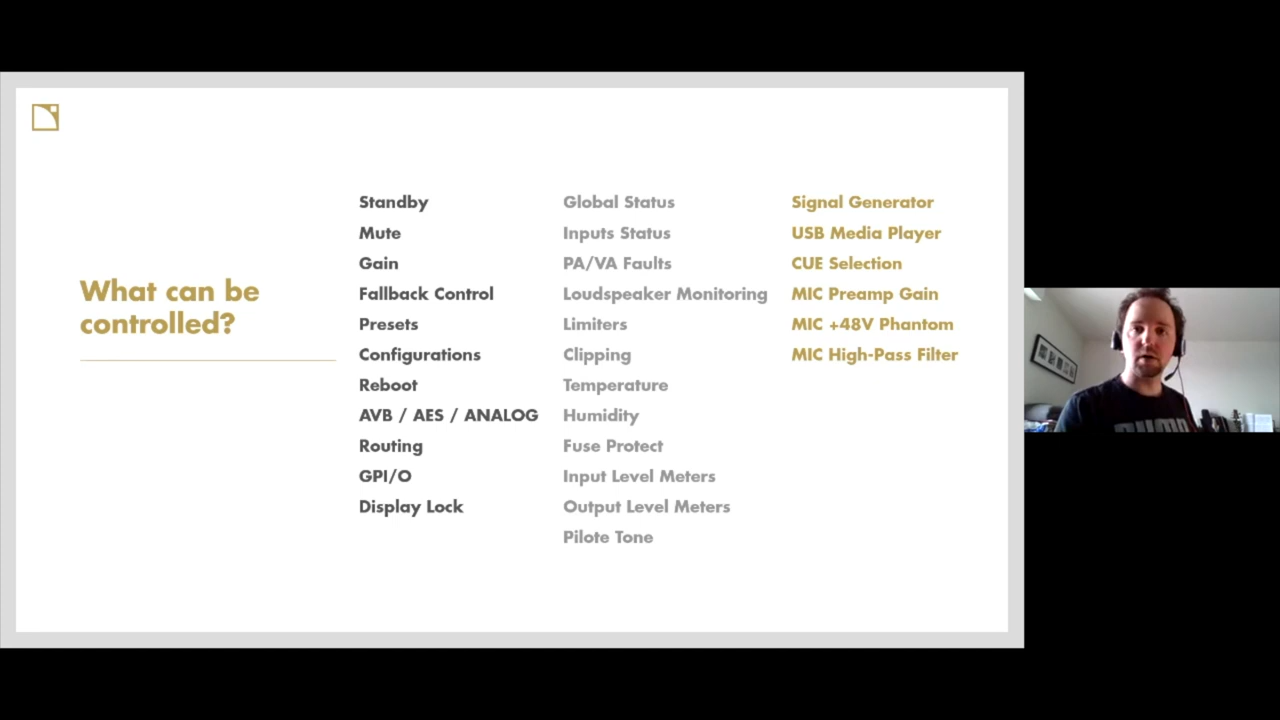 What can be
controlled?
Standby
Mute
Gain
Fallback Control
Presets
Configurations
Reboot
AVB / AES / ANALOG
Routing
GPI/O
Display Lock
Global Status
Inputs Status
PA/VA Faults
Loudspeaker Monitoring
Limiters
Clipping
Temperature
Humidity
Fuse Protect
Input Level Meters
Output Level Meters
Pilote Tone
Signal Generator
USB Media Player
CUE Selection
MIC Preamp Gain
MIC +48V Phantom
MIC High-Pass Filter